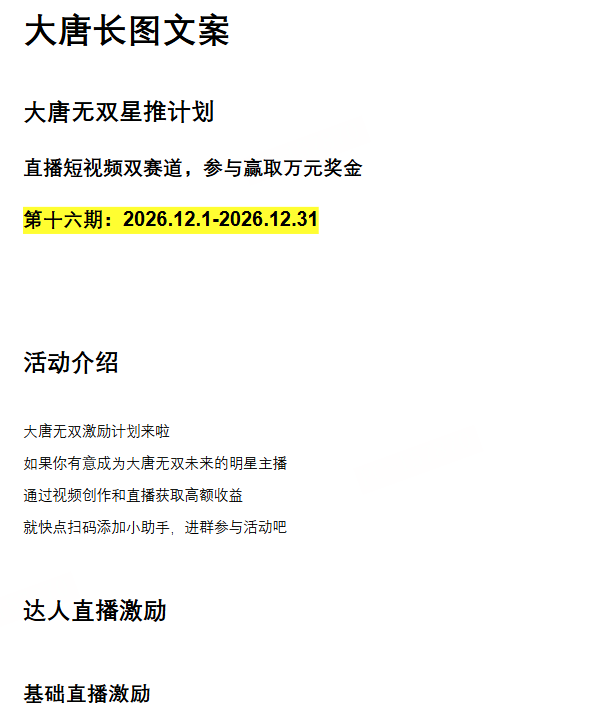 大唐长图文案
大唐无双星推计划
直播短视频双赛道，参与赢取万元奖金
第十六期：2026.12.1-2026.12.31
活动介绍
大唐无双激励计划来啦
如果你有意成为大唐无双未来的明星主播
通过视频创作和直播获取高额收益
就快点扫码添加小助手，进群参与活动吧
达人直播激励
基础直播激励